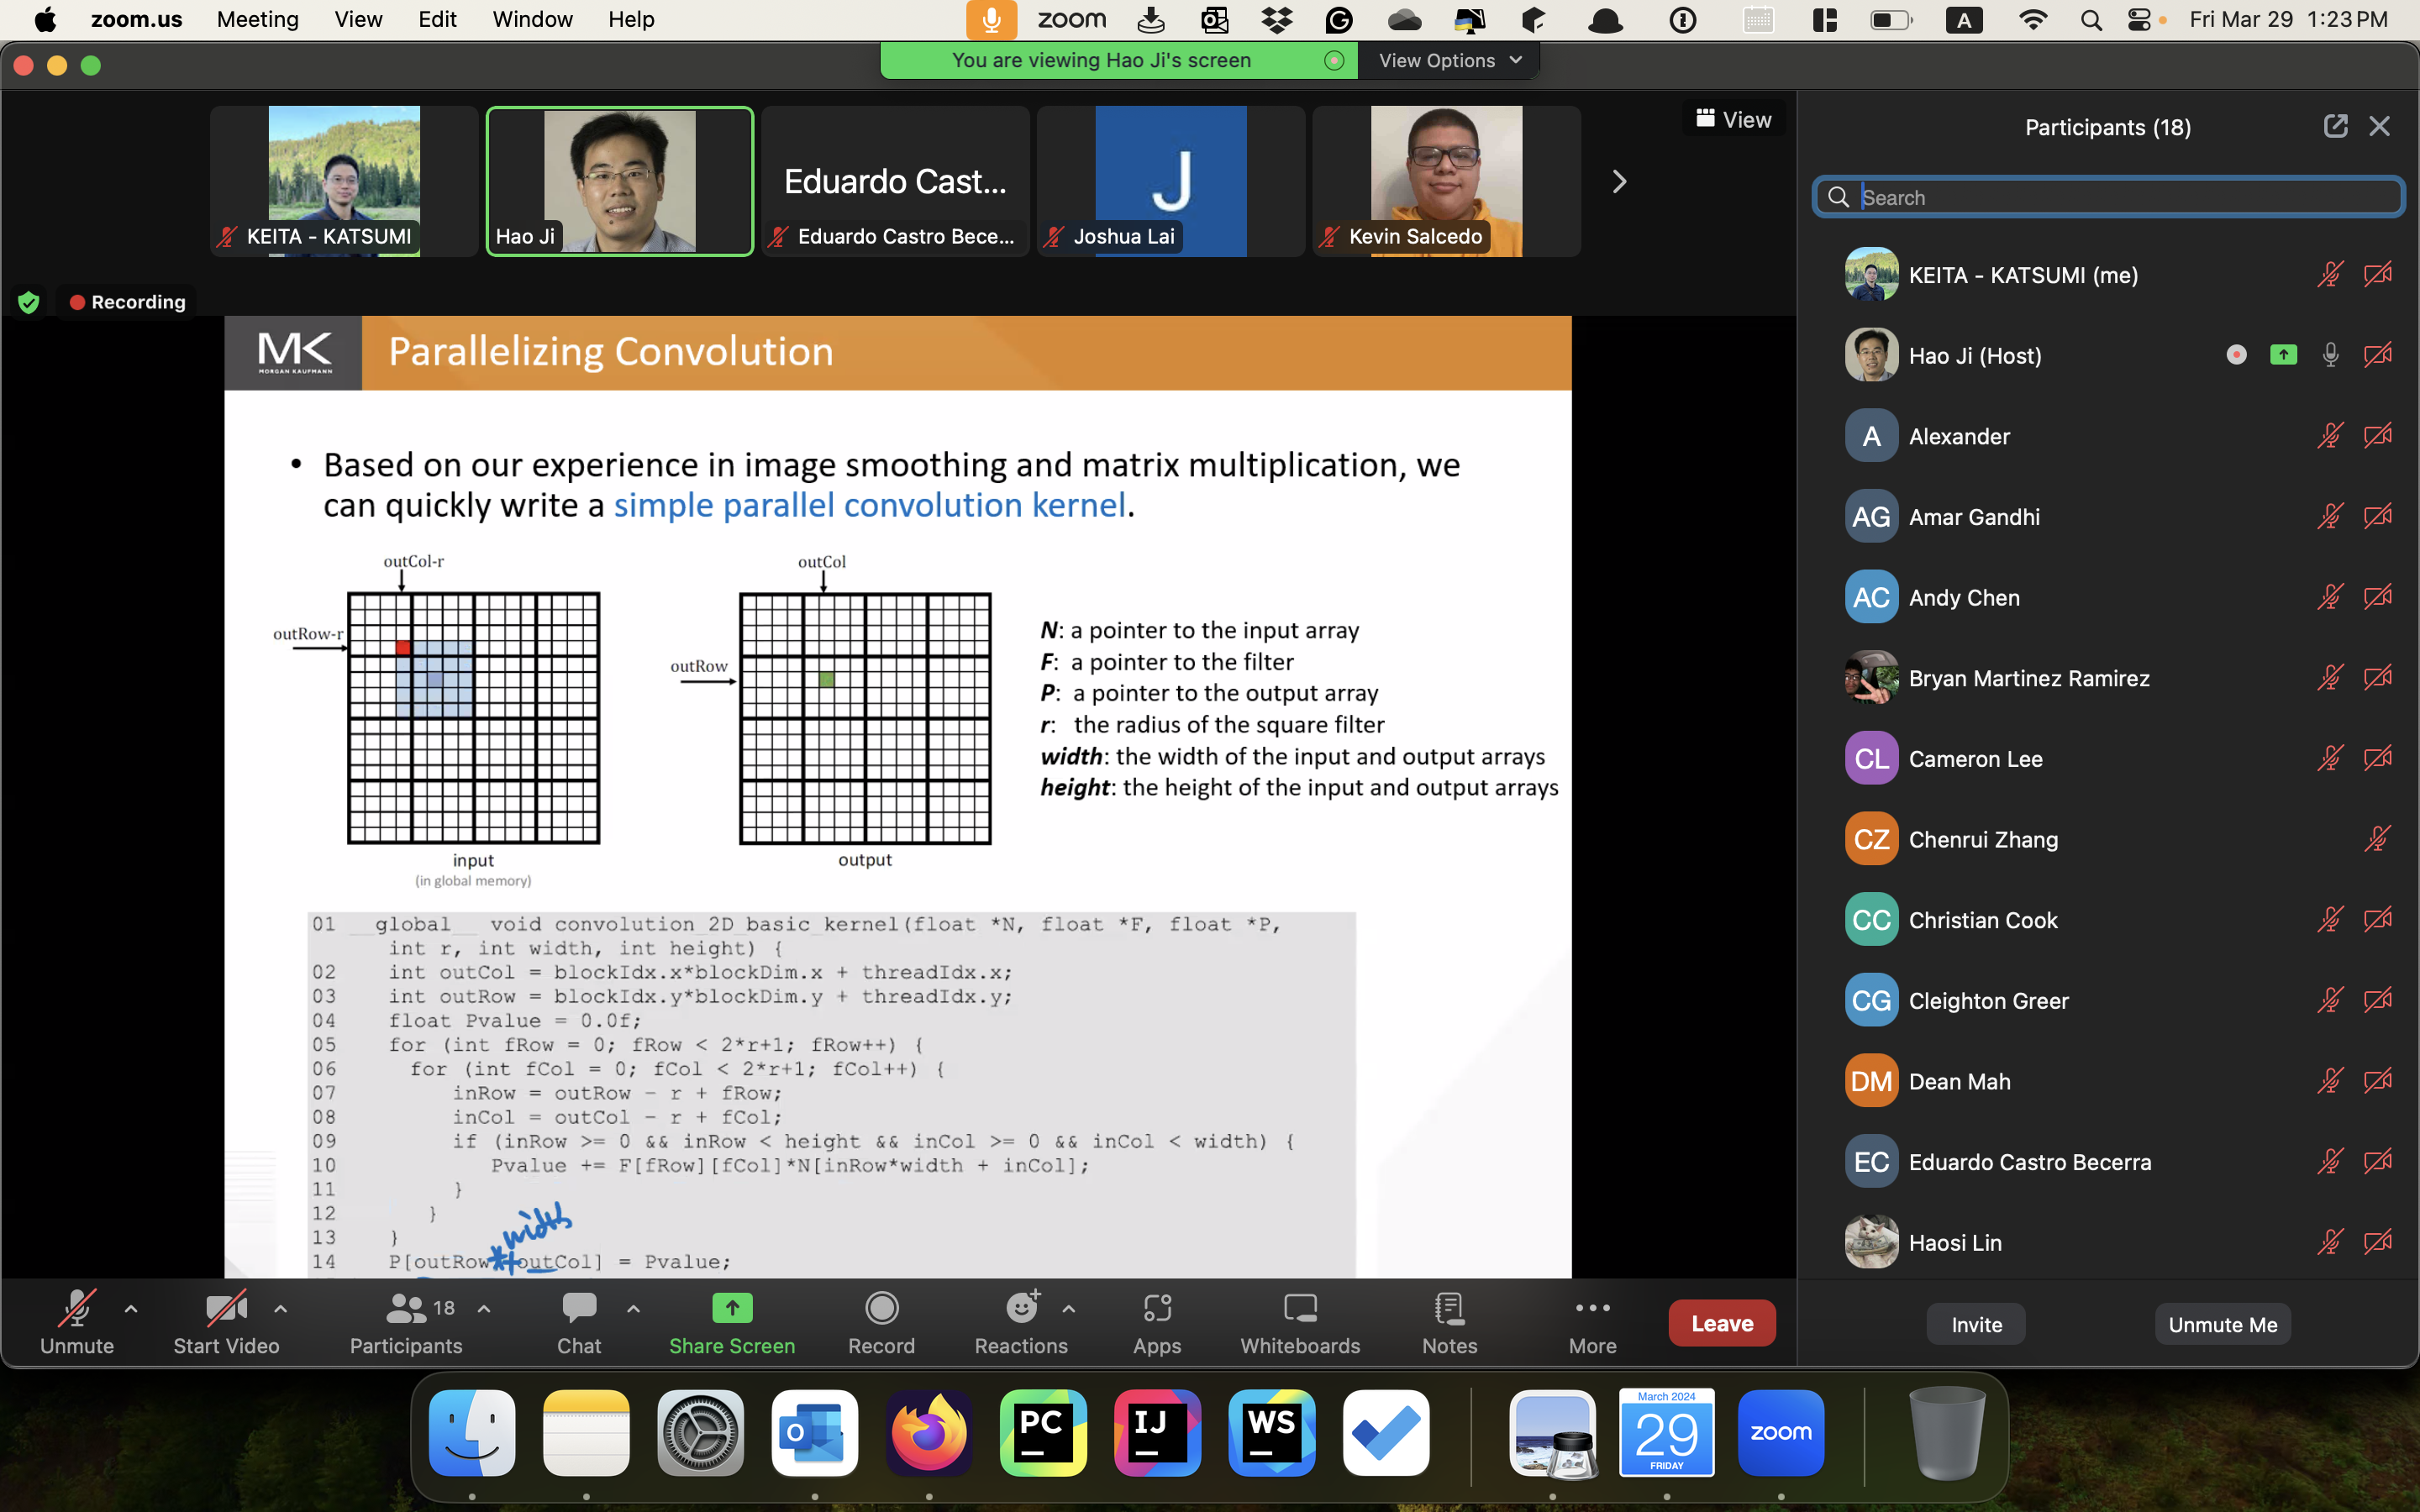 zoom.us Meeting View Edit Window Help zoom A Fri Mar 29 1:23 PM
You are viewing Hao Ji's screen View Options
Eduardo Cast...
J
KEITA - KATSUMI
Hao Ji
Eduardo Castro Bece...
Joshua Lai
Kevin Salcedo
View
Recording
MK
MORGAN KAUFMANN
Parallelizing Convolution
• Based on our experience in image smoothing and matrix multiplication, we
can quickly write a simple parallel convolution kernel.
outCol-r
outRow-r
input
(in global memory)
outCol
outRow
output
N: a pointer to the input array
F: a pointer to the filter
P: a pointer to the output array
r: the radius of the square filter
width: the width of the input and output arrays
height: the height of the input and output arrays
01 __global__ void convolution_2D_basic_kernel(float *N, float *F, float *P,
int r, int width, int height) {
02 int outCol = blockIdx.x*blockDim.x + threadIdx.x;
03 int outRow = blockIdx.y*blockDim.y + threadIdx.y;
04 float Pvalue = 0.0f;
05 for (int fRow = 0; fRow < 2*r+1; fRow++) {
06 for (int fCol = 0; fCol < 2*r+1; fCol++) {
07 inRow = outRow - r + fRow;
08 inCol = outCol - r + fCol;
09 if (inRow >= 0 && inRow < height && inCol >= 0 && inCol < width) {
10 Pvalue += F[fRow][fCol]*N[inRow*width + inCol];
11 }
12 }
width
13 }
14 P[outRow*+outCol] = Pvalue;
Participants (18)
Search
KEITA - KATSUMI (me)
Hao Ji (Host)
A Alexander
AG Amar Gandhi
AC Andy Chen
Bryan Martinez Ramirez
CL Cameron Lee
CZ Chenrui Zhang
CC Christian Cook
CG Cleighton Greer
DM Dean Mah
EC Eduardo Castro Becerra
Haosi Lin
Invite
Unmute Me
18
Unmute
Start Video
Participants
Chat
Share Screen
Record
Reactions
Apps
Whiteboards
Notes
More
Leave
O
PC
IJ
WS
March 2024
29
FRIDAY
zoom